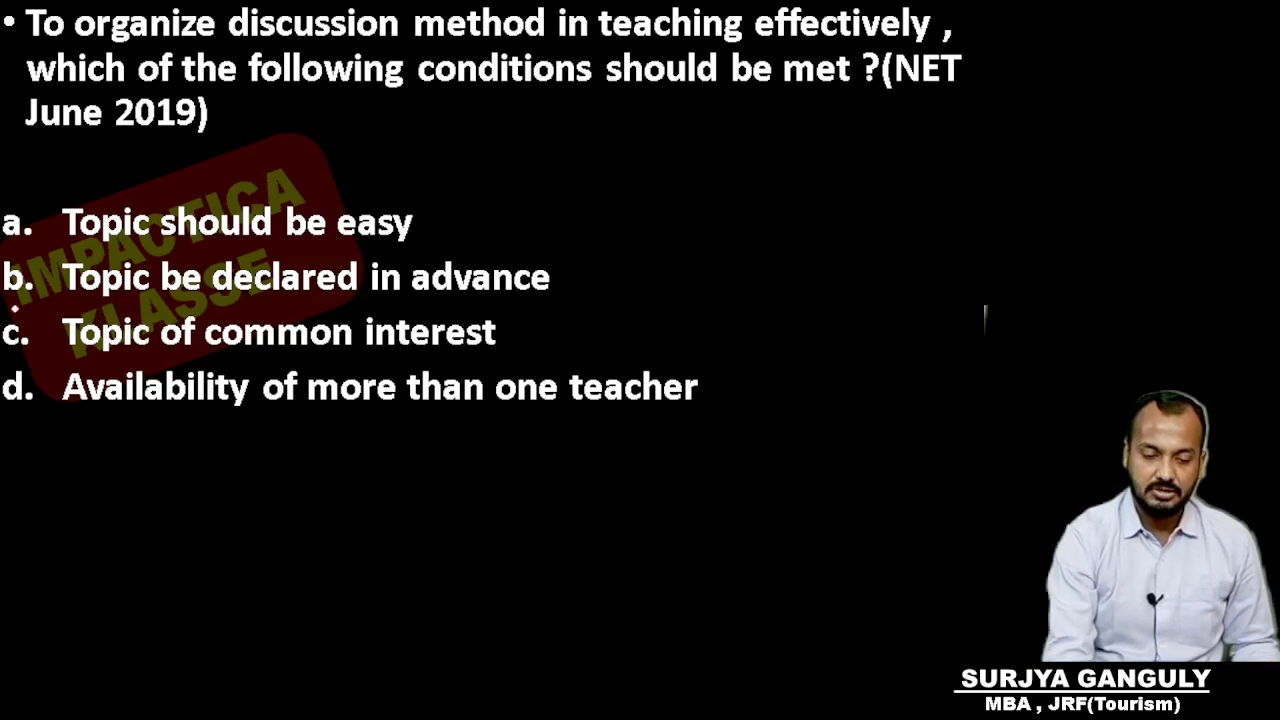 • To organize discussion method in teaching effectively ,
which of the following conditions should be met ?(NET
June 2019)
IMPACTICA
KLASSE
a. Topic should be easy
b. Topic be declared in advance
c. Topic of common interest
d. Availability of more than one teacher
SURJYA GANGULY
MBA , JRF(Tourism)